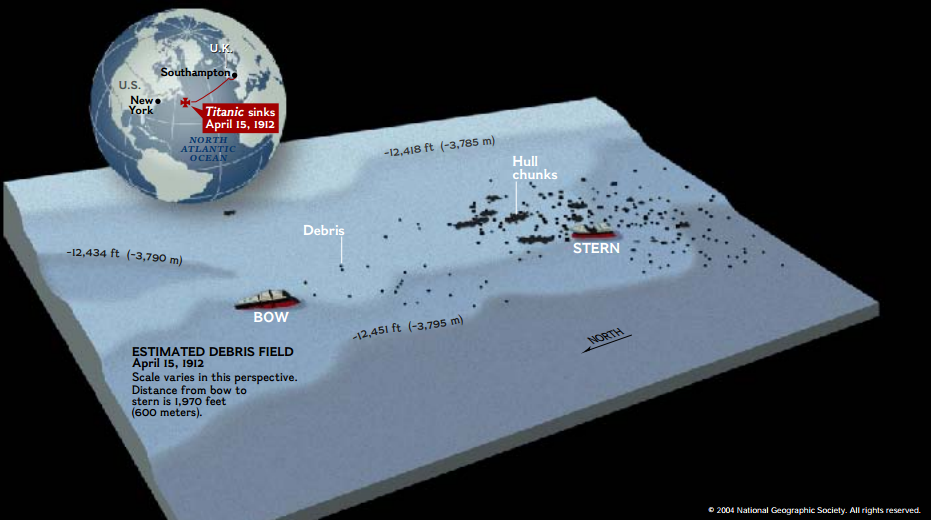 U.K.
Southampton
U.S.
New
York
Titanic sinks
April 15, 1912
NORTH
ATLANTIC
OCEAN
-12,418 ft (-3,785 m)
Hull
chunks
Debris
STERN
-12,434 ft (-3,790 m)
BOW
-12,451 ft (-3,795 m)
NORTH
ESTIMATED DEBRIS FIELD
April 15, 1912
Scale varies in this perspective.
Distance from bow to
stern is 1,970 feet
(600 meters).
© 2004 National Geographic Society. All rights reserved.